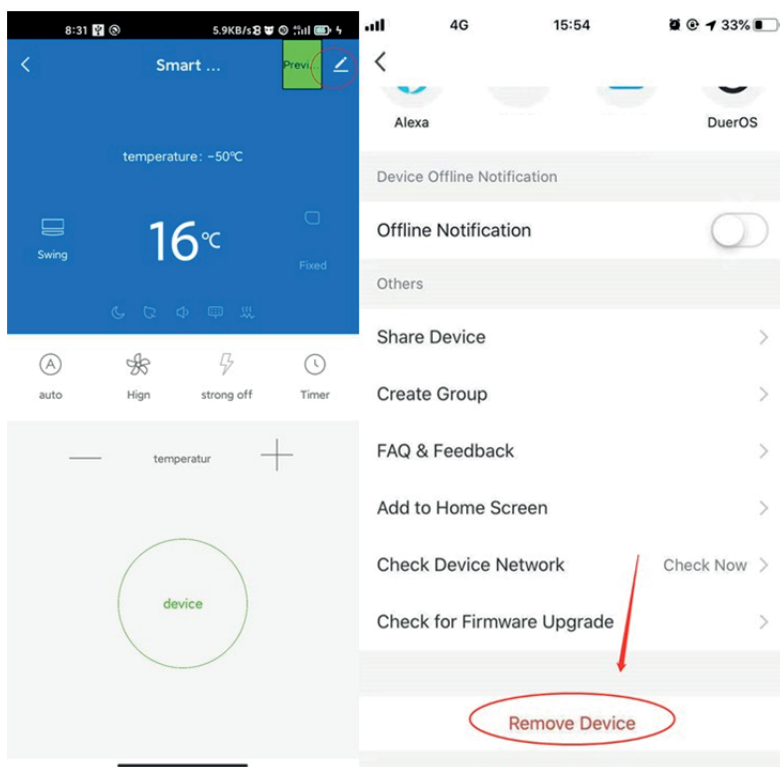 8:31 5.9KB/s
Smart ...
Previ...
temperature: -50℃
16℃
Swing
Fixed
A
auto
Hign
strong off
Timer
temperatur
device
4G 15:54 33%
Alexa
DuerOS
Device Offline Notification
Offline Notification
Others
Share Device
Create Group
FAQ & Feedback
Add to Home Screen
Check Device Network Check Now
Check for Firmware Upgrade
Remove Device